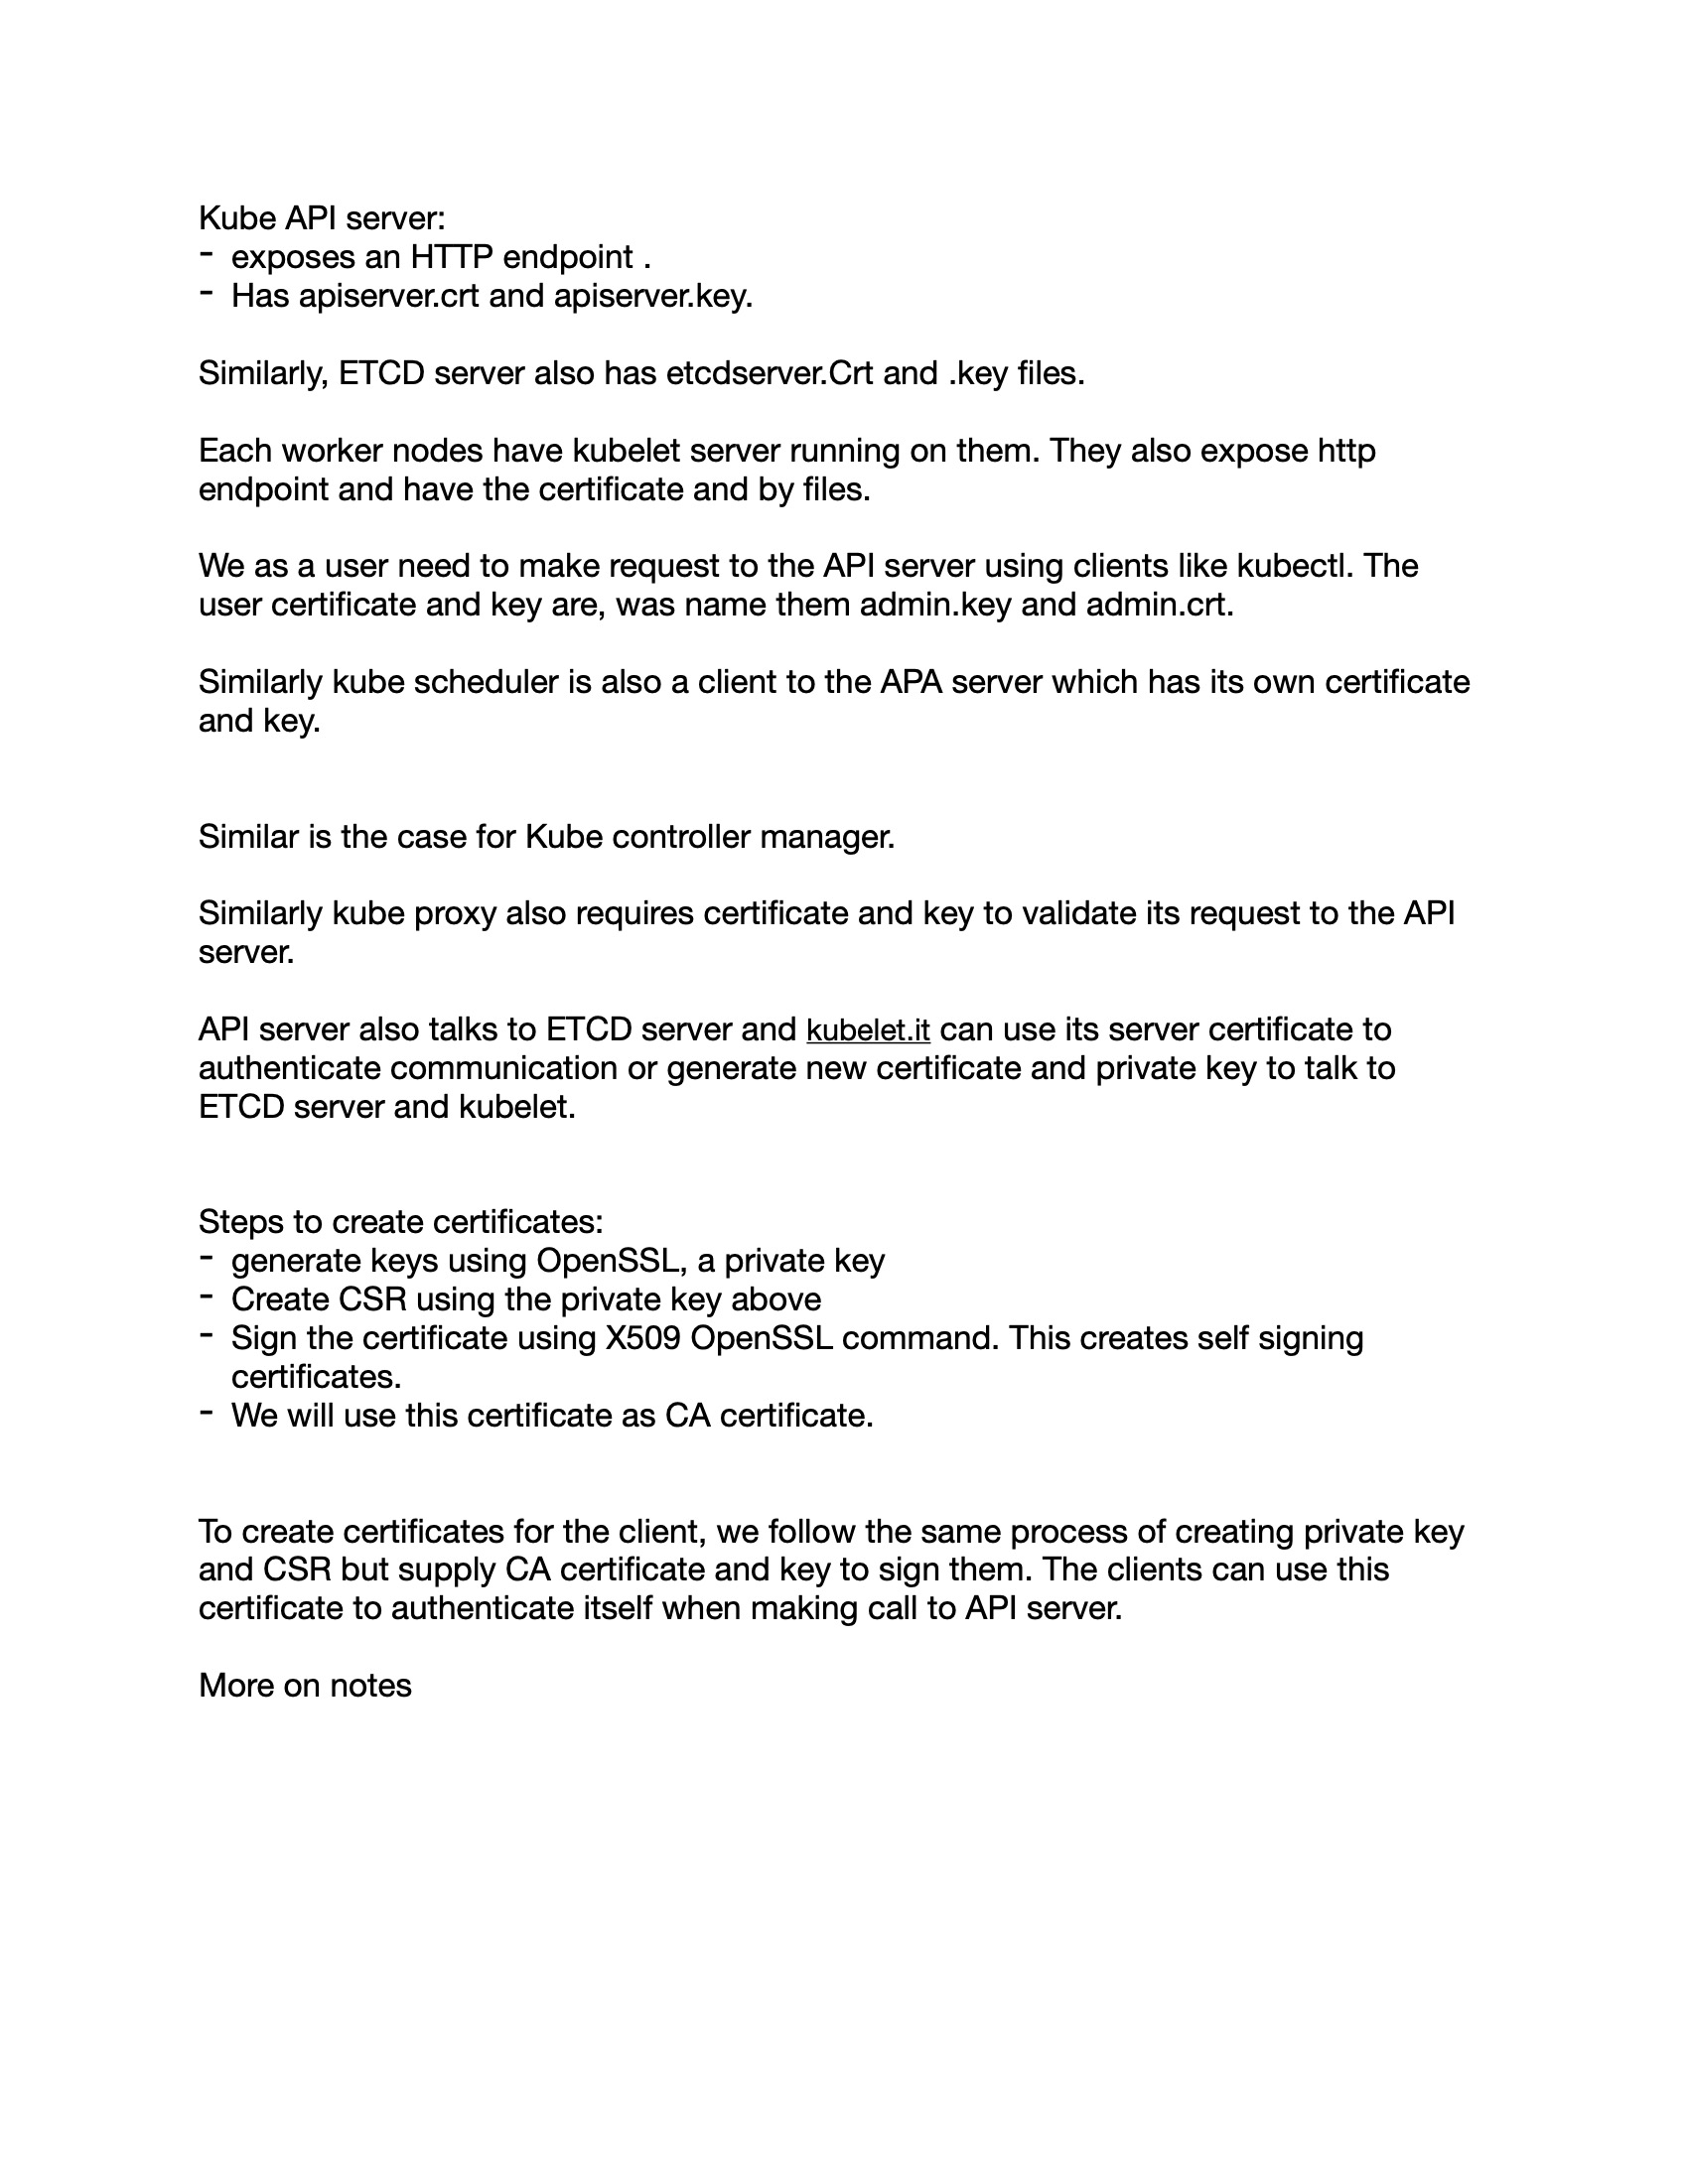 Kube API server:
- exposes an HTTP endpoint .
- Has apiserver.crt and apiserver.key.
Similarly, ETCD server also has etcdserver.Crt and .key files.
Each worker nodes have kubelet server running on them. They also expose http
endpoint and have the certificate and by files.
We as a user need to make request to the API server using clients like kubectl. The
user certificate and key are, was name them admin.key and admin.crt.
Similarly kube scheduler is also a client to the APA server which has its own certificate
and key.
Similar is the case for Kube controller manager.
Similarly kube proxy also requires certificate and key to validate its request to the API
server.
API server also talks to ETCD server and kubelet.it can use its server certificate to
authenticate communication or generate new certificate and private key to talk to
ETCD server and kubelet.
Steps to create certificates:
- generate keys using OpenSSL, a private key
- Create CSR using the private key above
- Sign the certificate using X509 OpenSSL command. This creates self signing
certificates.
- We will use this certificate as CA certificate.
To create certificates for the client, we follow the same process of creating private key
and CSR but supply CA certificate and key to sign them. The clients can use this
certificate to authenticate itself when making call to API server.
More on notes